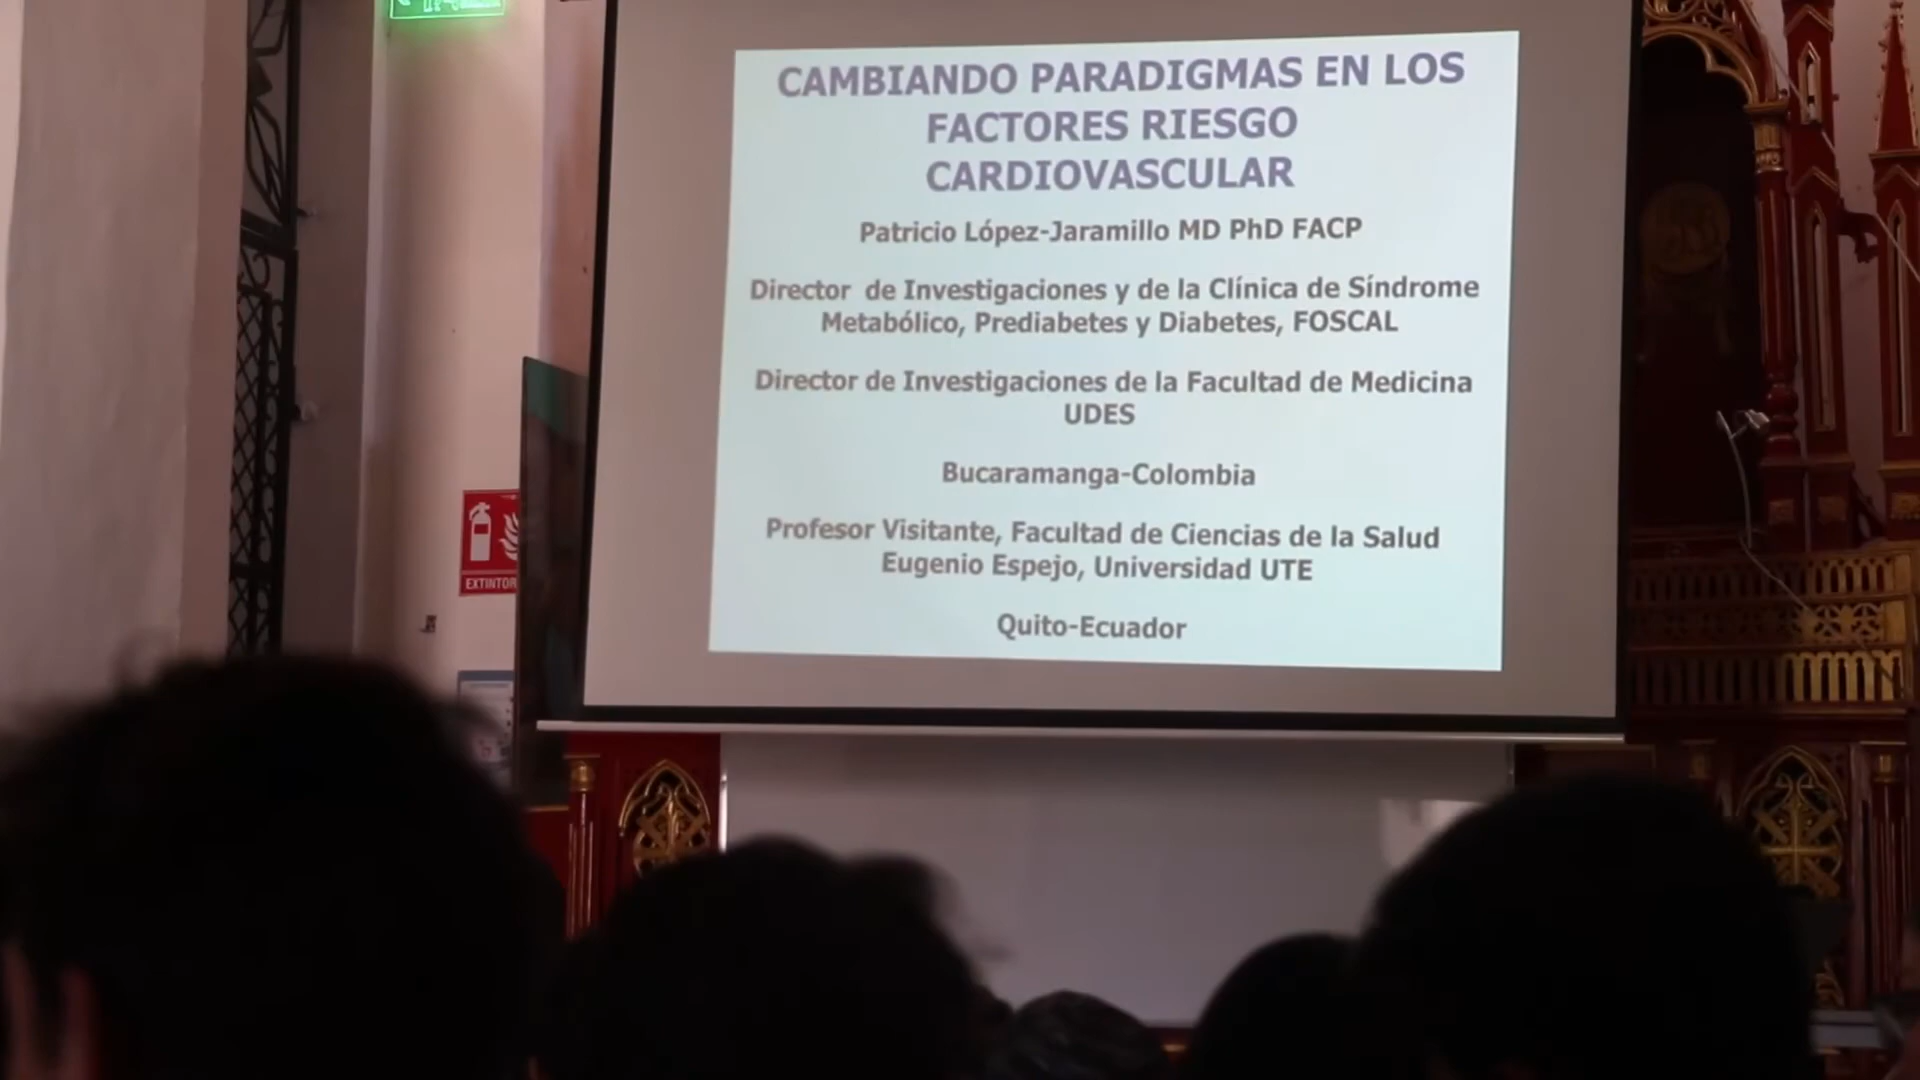 CAMBIANDO PARADIGMAS EN LOS
FACTORES RIESGO
CARDIOVASCULAR
Patricio López-Jaramillo MD PhD FACP
Director de Investigaciones y de la Clínica de Síndrome
Metabólico, Prediabetes y Diabetes, FOSCAL
Director de Investigaciones de la Facultad de Medicina
UDES
Bucaramanga-Colombia
Profesor Visitante, Facultad de Ciencias de la Salud
Eugenio Espejo, Universidad UTE
Quito-Ecuador
EXTINTOR